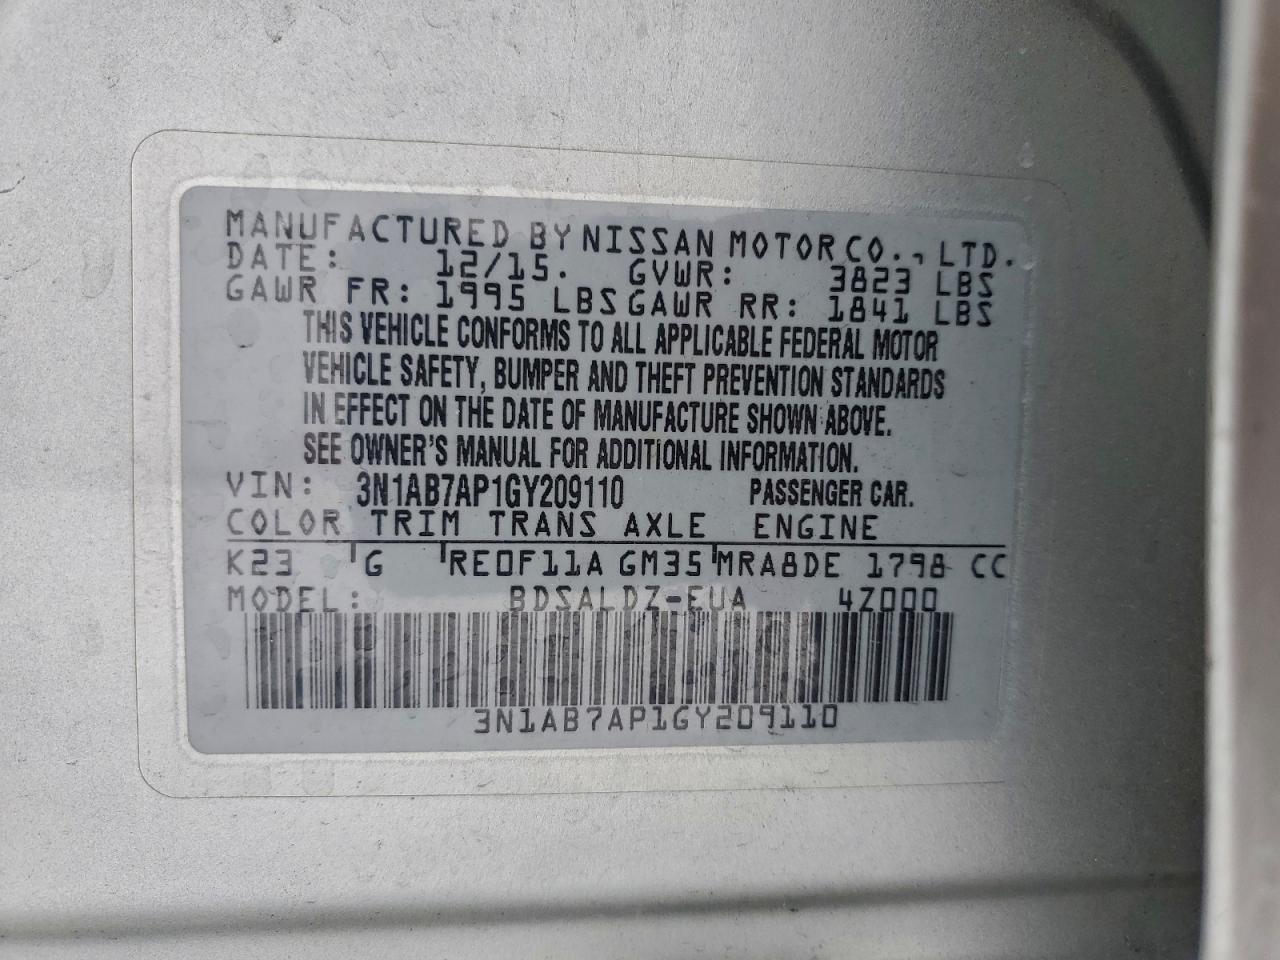 MANUFACTURED BY NISSAN MOTOR CO., LTD.
DATE: 12/15. GVWR: 3823 LBS
GAWR FR: 1995 LBS GAWR RR: 1841 LBS
THIS VEHICLE CONFORMS TO ALL APPLICABLE FEDERAL MOTOR
VEHICLE SAFETY, BUMPER AND THEFT PREVENTION STANDARDS
IN EFFECT ON THE DATE OF MANUFACTURE SHOWN ABOVE.
SEE OWNER'S MANUAL FOR ADDITIONAL INFORMATION.
VIN: 3N1AB7AP1GY209110 PASSENGER CAR.
COLOR TRIM TRANS AXLE ENGINE
K23 G RE0F11A GM35 MRA8DE 1798 CC
MODEL: BDSALDZ-EUA 4Z000
3N1AB7AP1GY209110